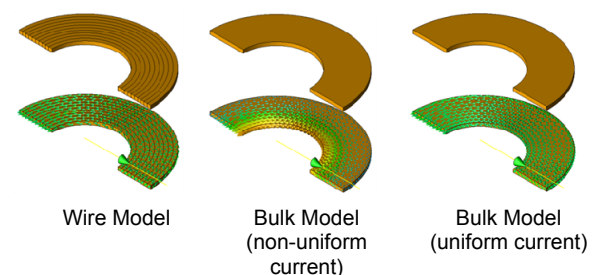 Wire Model
Bulk Model
(non-uniform
current)
Bulk Model
(uniform current)